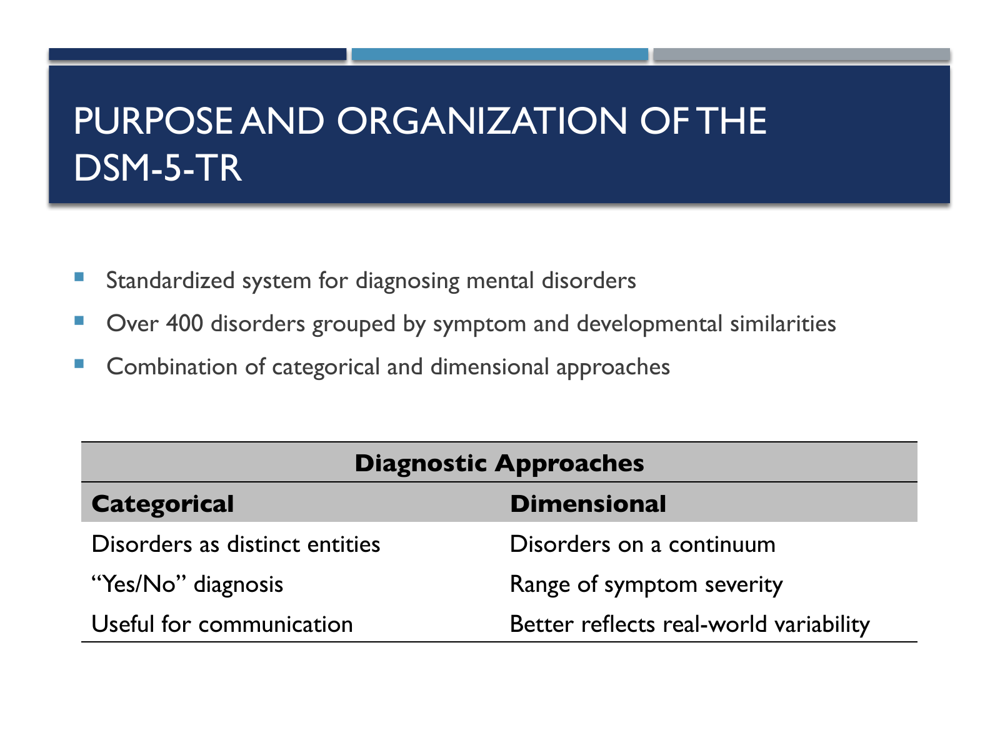 PURPOSE AND ORGANIZATION OF THE
DSM-5-TR
Standardized system for diagnosing mental disorders
Over 400 disorders grouped by symptom and developmental similarities
Combination of categorical and dimensional approaches
Diagnostic Approaches
Categorical Dimensional
Disorders as distinct entities Disorders on a continuum
“Yes/No” diagnosis Range of symptom severity
Useful for communication Better reflects real-world variability